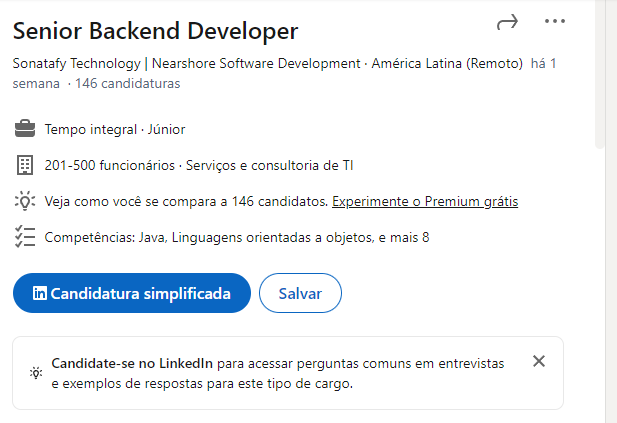 Senior Backend Developer
Sonatafy Technology | Nearshore Software Development · América Latina (Remoto) há 1
semana · 146 candidaturas
Tempo integral · Júnior
201-500 funcionários · Serviços e consultoria de TI
Veja como você se compara a 146 candidatos. Experimente o Premium grátis
Competências: Java, Linguagens orientadas a objetos, e mais 8
in Candidatura simplificada
Salvar
Candidate-se no LinkedIn para acessar perguntas comuns em entrevistas
e exemplos de respostas para este tipo de cargo.